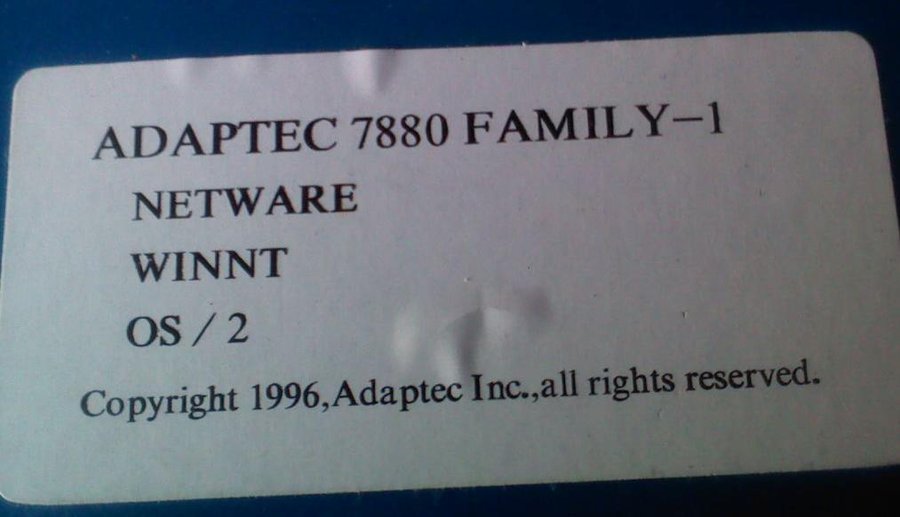 ADAPTEC 7880 FAMILY-1
NETWARE
WINNT
OS / 2
Copyright 1996,Adaptec Inc.,all rights reserved.